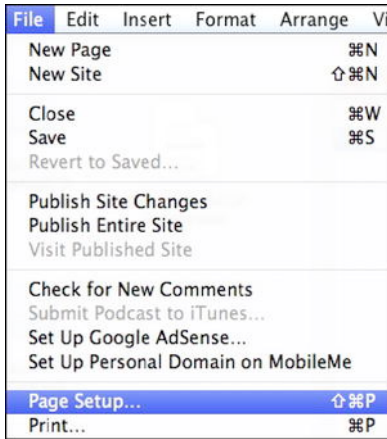 File Edit Insert Format Arrange Vi
New Page ⌘N
New Site ⇧⌘N
Close ⌘W
Save ⌘S
Revert to Saved...
Publish Site Changes
Publish Entire Site
Visit Published Site
Check for New Comments
Submit Podcast to iTunes...
Set Up Google AdSense...
Set Up Personal Domain on MobileMe
Page Setup... ⇧⌘P
Print... ⌘P